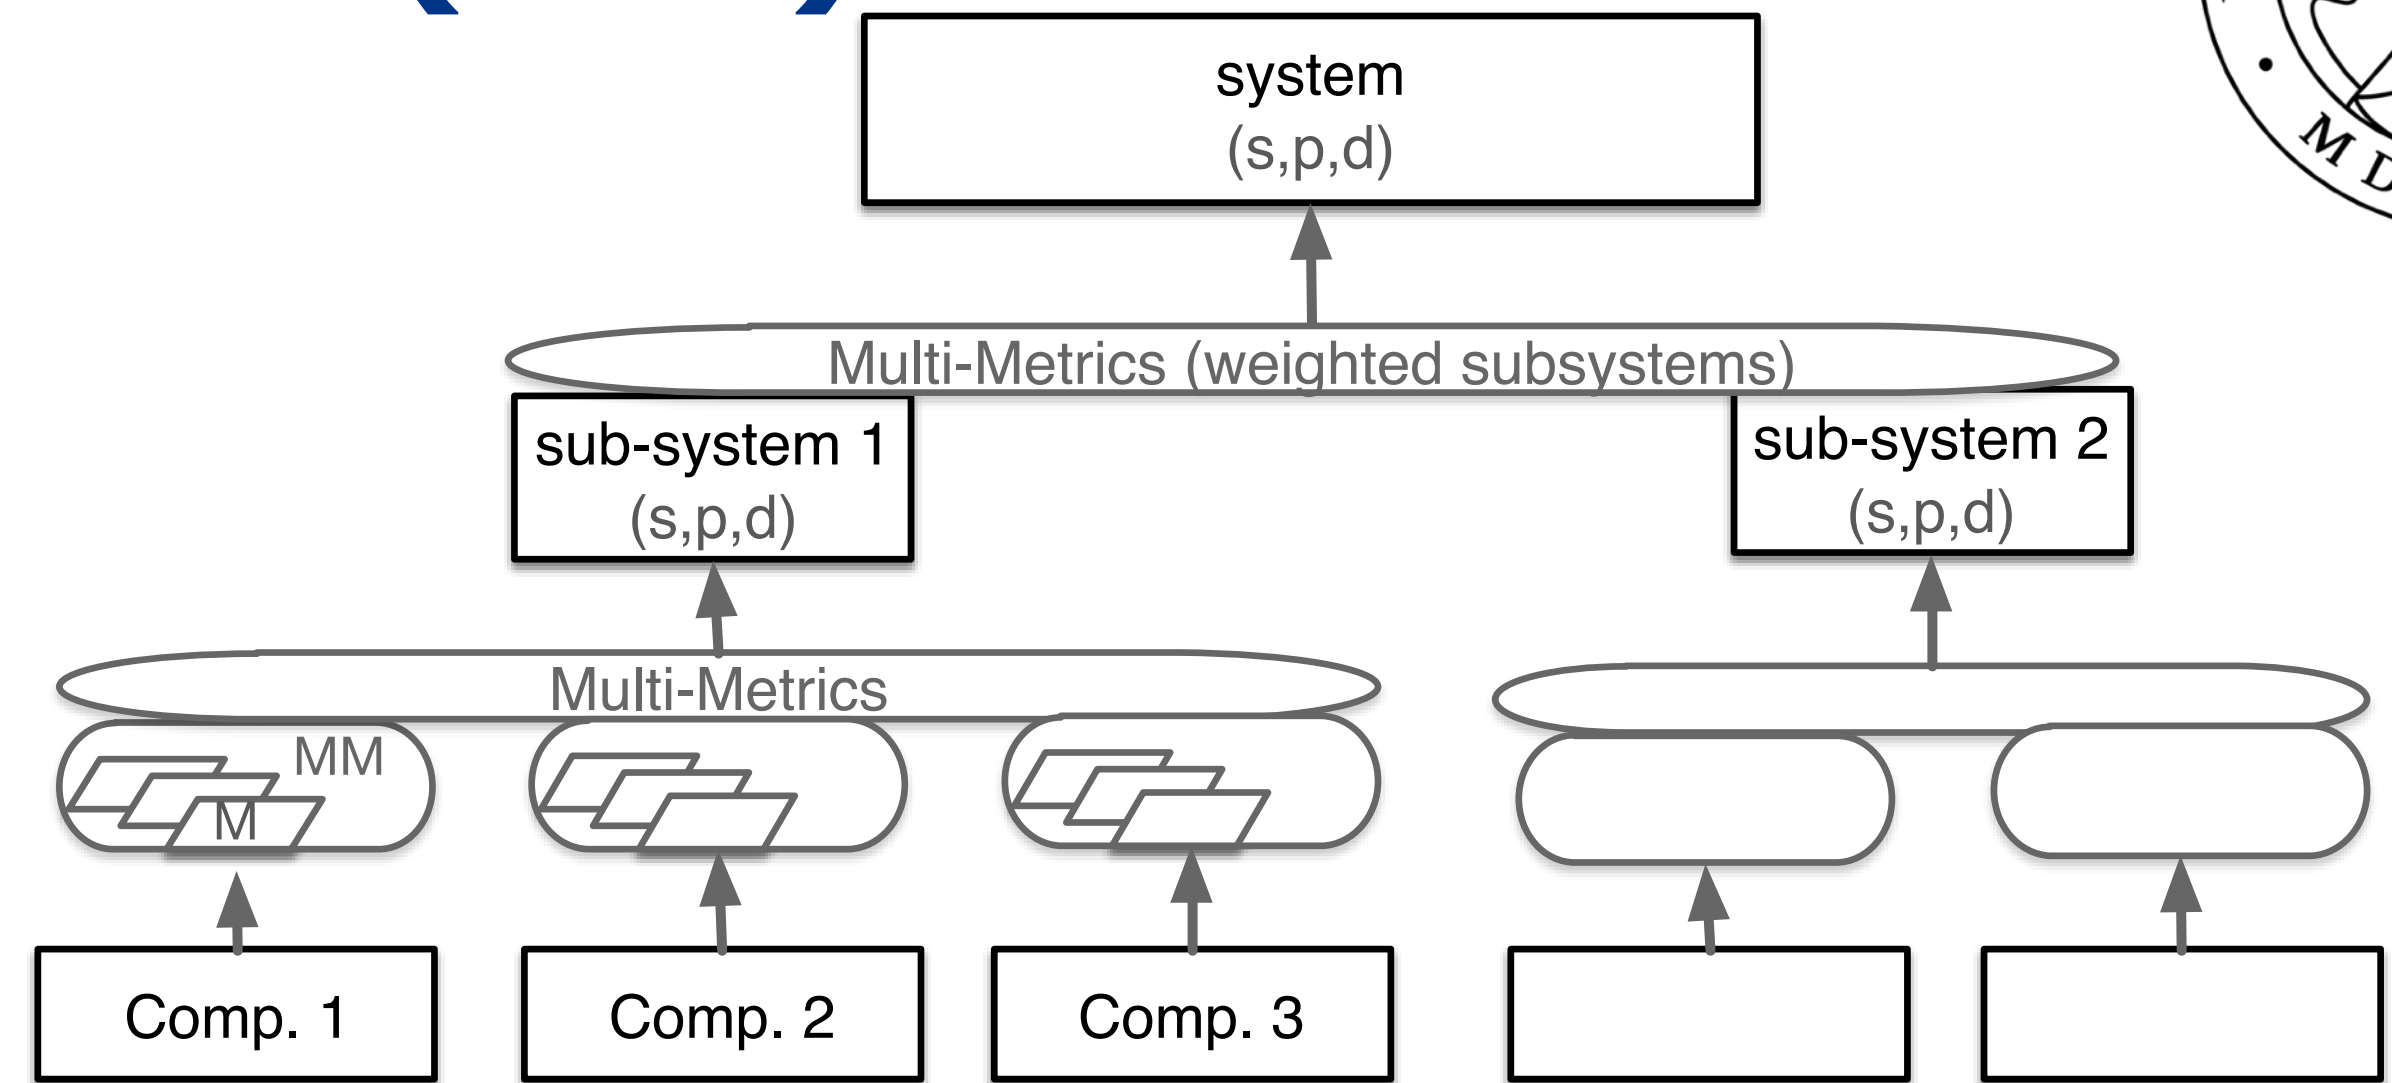 system
(s,p,d)
Multi-Metrics (weighted subsystems)
sub-system 1
(s,p,d)
sub-system 2
(s,p,d)
Multi-Metrics
MM
M
Comp. 1
Comp. 2
Comp. 3